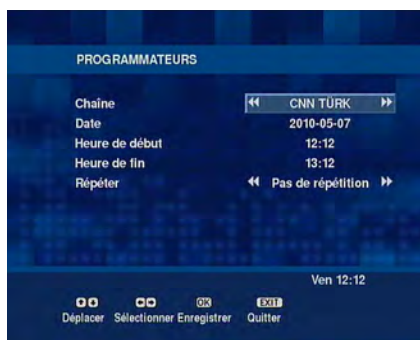 PROGRAMMATEURS
Chaîne CNN TÜRK
Date 2010-05-07
Heure de début 12:12
Heure de fin 13:12
Répéter Pas de répétition
Ven 12:12
OK EXIT
Déplacer Sélectionner Enregistrer Quitter